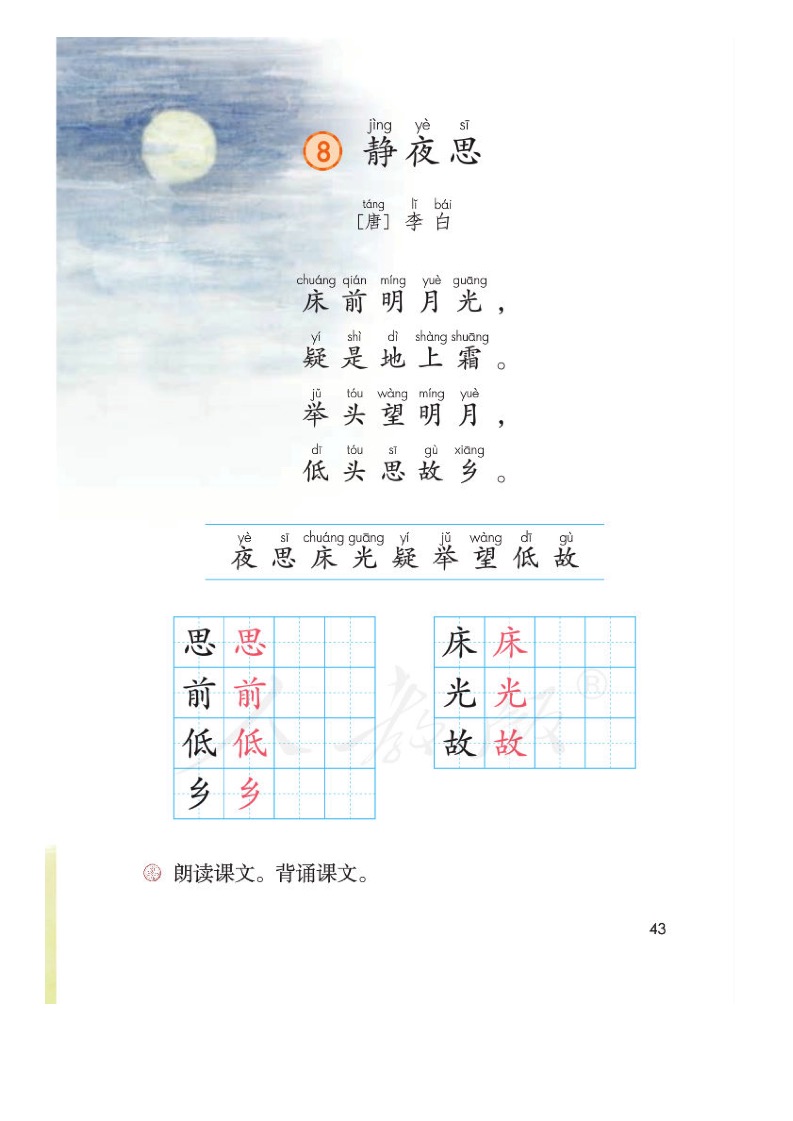 jìng yè sī
8 静夜思
táng lǐ bái
[唐] 李白
chuáng qián míng yuè guāng
床前明月光，
yí shì dì shàng shuāng
疑是地上霜。
jǔ tóu wàng míng yuè
举头望明月，
dī tóu sī gù xiāng
低头思故乡。
yè sī chuáng guāng yí jǔ wàng dī gù
夜思床光疑举望低故
思 思 床 床
前 前 光 光
低 低 故 故
乡 乡
人教版®
朗读课文。背诵课文。
43